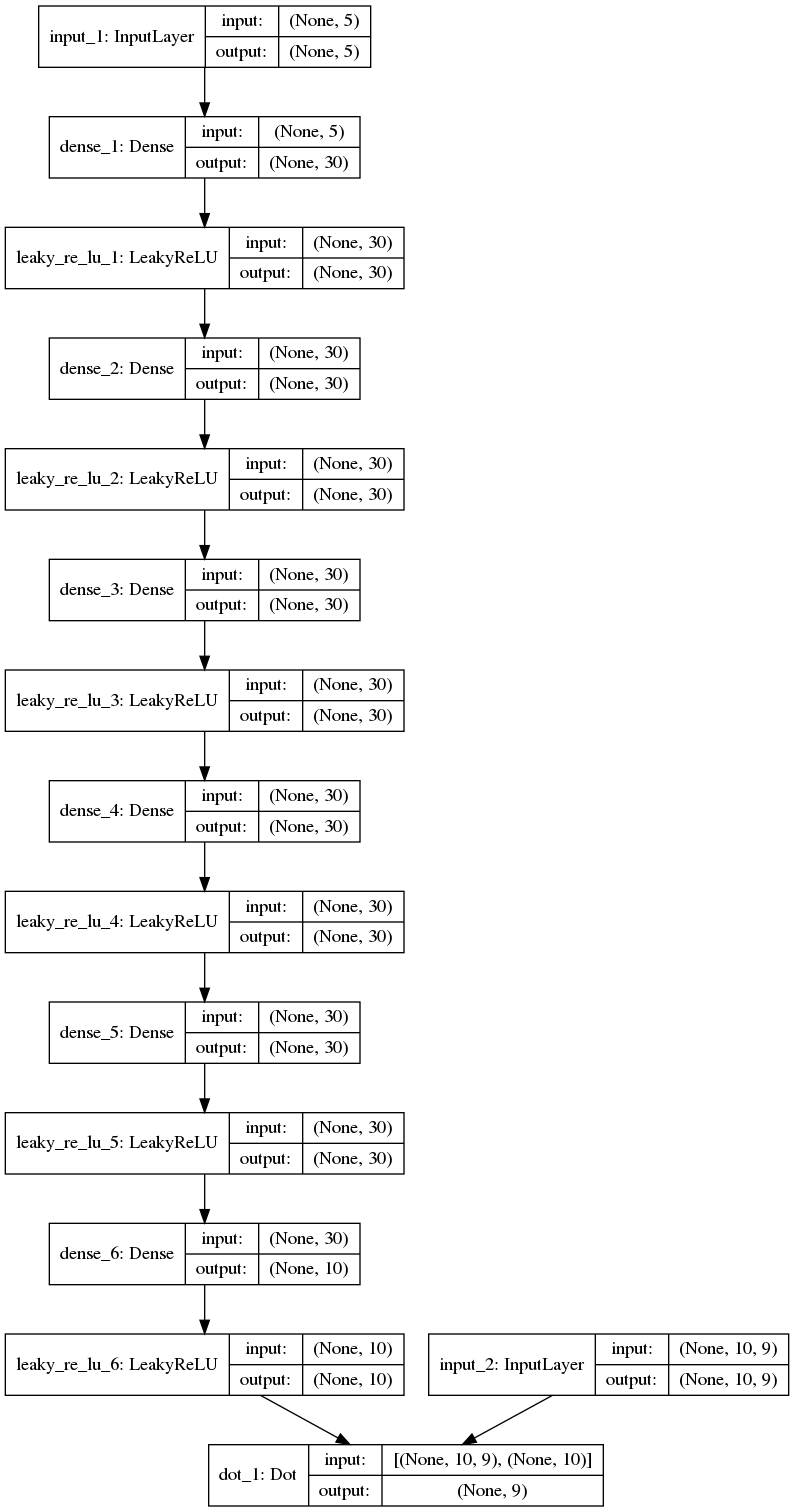 input_1: InputLayer
input: (None, 5)
output: (None, 5)
dense_1: Dense
input: (None, 5)
output: (None, 30)
leaky_re_lu_1: LeakyReLU
input: (None, 30)
output: (None, 30)
dense_2: Dense
input: (None, 30)
output: (None, 30)
leaky_re_lu_2: LeakyReLU
input: (None, 30)
output: (None, 30)
dense_3: Dense
input: (None, 30)
output: (None, 30)
leaky_re_lu_3: LeakyReLU
input: (None, 30)
output: (None, 30)
dense_4: Dense
input: (None, 30)
output: (None, 30)
leaky_re_lu_4: LeakyReLU
input: (None, 30)
output: (None, 30)
dense_5: Dense
input: (None, 30)
output: (None, 30)
leaky_re_lu_5: LeakyReLU
input: (None, 30)
output: (None, 30)
dense_6: Dense
input: (None, 30)
output: (None, 10)
leaky_re_lu_6: LeakyReLU
input: (None, 10)
output: (None, 10)
input_2: InputLayer
input: (None, 10, 9)
output: (None, 10, 9)
dot_1: Dot
input: [(None, 10, 9), (None, 10)]
output: (None, 9)